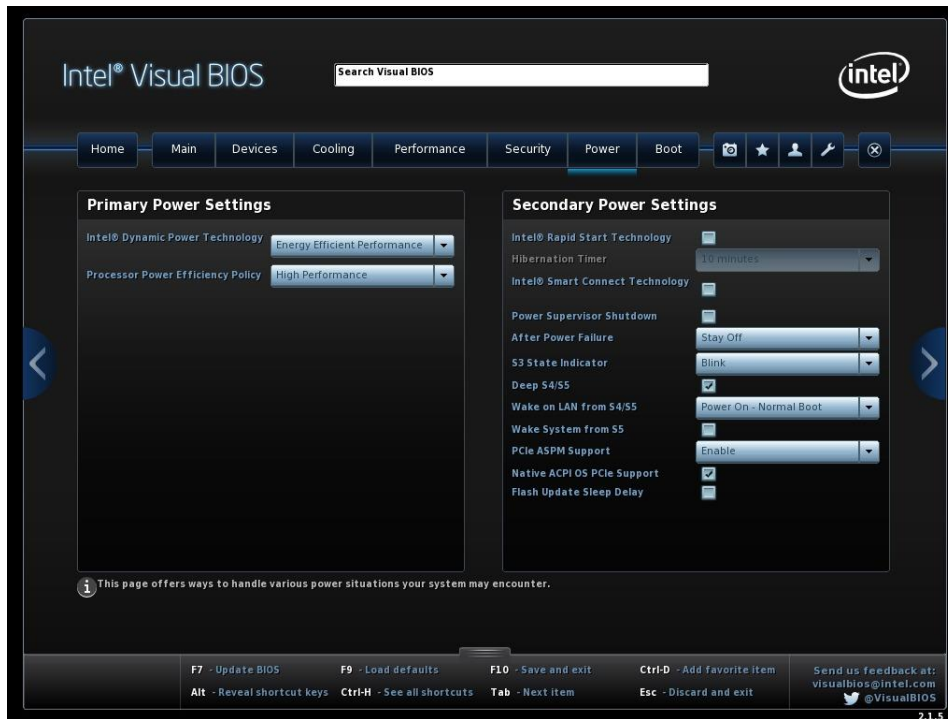 Intel® Visual BIOS
Search Visual BIOS
intel
Home Main Devices Cooling Performance Security Power Boot
Primary Power Settings
Intel® Dynamic Power Technology Energy Efficient Performance
Processor Power Efficiency Policy High Performance
Secondary Power Settings
Intel® Rapid Start Technology
Hibernation Timer 10 minutes
Intel® Smart Connect Technology
Power Supervisor Shutdown
After Power Failure Stay Off
S3 State Indicator Blink
Deep S4/S5
Wake on LAN from S4/S5 Power On - Normal Boot
Wake System from S5
PCIe ASPM Support Enable
Native ACPI OS PCIe Support
Flash Update Sleep Delay
This page offers ways to handle various power situations your system may encounter.
F7 - Update BIOS F9 - Load defaults F10 - Save and exit Ctrl-D - Add favorite item
Alt - Reveal shortcut keys Ctrl-H - See all shortcuts Tab - Next item Esc - Discard and exit
Send us feedback at:
visualbios@intel.com
@VisualBIOS
2.1.5